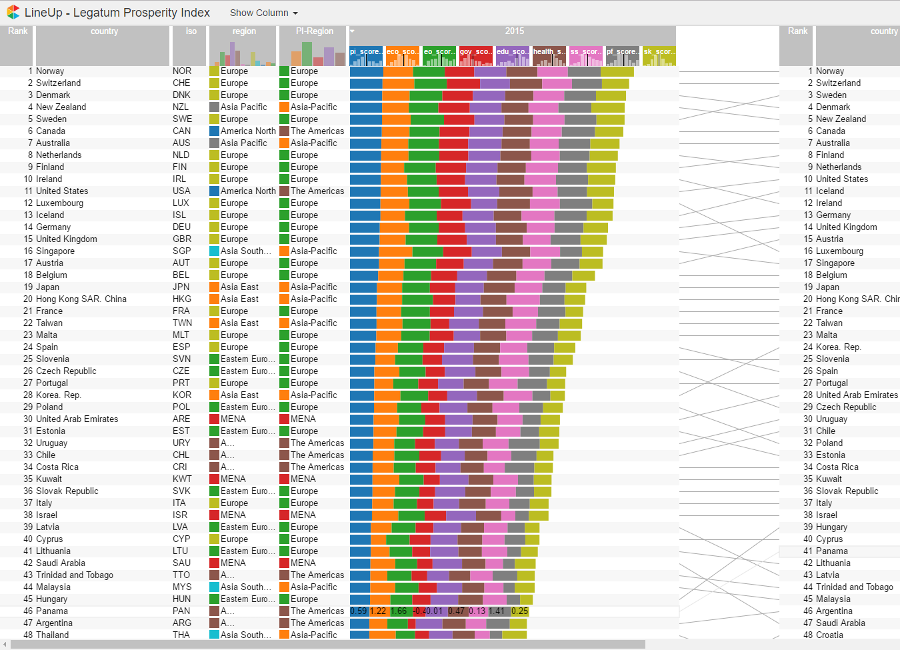 LineUp - Legatum Prosperity Index Show Column
Rank country Iso region PI-Region 2015 Rank country
pi_score.. eco_sco.. eo_scor.. gov_sco.. edu_sco.. health_s.. ss_scor.. pf_scor.. sk_scor..
1 Norway NOR Europe Europe 1 Norway
2 Switzerland CHE Europe Europe 2 Switzerland
3 Denmark DNK Europe Europe 3 Sweden
4 New Zealand NZL Asia Pacific Asia-Pacific 4 Denmark
5 Sweden SWE Europe Europe 5 New Zealand
6 Canada CAN America North The Americas 6 Canada
7 Australia AUS Asia Pacific Asia-Pacific 7 Australia
8 Netherlands NLD Europe Europe 8 Finland
9 Finland FIN Europe Europe 9 Netherlands
10 Ireland IRL Europe Europe 10 United States
11 United States USA America North The Americas 11 Iceland
12 Luxembourg LUX Europe Europe 12 Ireland
13 Iceland ISL Europe Europe 13 Germany
14 Germany DEU Europe Europe 14 United Kingdom
15 United Kingdom GBR Europe Europe 15 Austria
16 Singapore SGP Asia South... Asia-Pacific 16 Luxembourg
17 Austria AUT Europe Europe 17 Singapore
18 Belgium BEL Europe Europe 18 Belgium
19 Japan JPN Asia East Asia-Pacific 19 Japan
20 Hong Kong SAR. China HKG Asia East Asia-Pacific 20 Hong Kong SAR. China
21 France FRA Europe Europe 21 France
22 Taiwan TWN Asia East Asia-Pacific 22 Taiwan
23 Malta MLT Europe Europe 23 Malta
24 Spain ESP Europe Europe 24 Korea. Rep.
25 Slovenia SVN Eastern Euro... Europe 25 Slovenia
26 Czech Republic CZE Eastern Euro... Europe 26 Spain
27 Portugal PRT Europe Europe 27 Portugal
28 Korea. Rep. KOR Asia East Asia-Pacific 28 United Arab Emirates
29 Poland POL Eastern Euro... Europe 29 Czech Republic
30 United Arab Emirates ARE MENA MENA 30 Uruguay
31 Estonia EST Eastern Euro... Europe 31 Chile
32 Uruguay URY A... The Americas 32 Poland
33 Chile CHL A... The Americas 33 Estonia
34 Costa Rica CRI A... The Americas 34 Costa Rica
35 Kuwait KWT MENA MENA 35 Kuwait
36 Slovak Republic SVK Eastern Euro... Europe 36 Slovak Republic
37 Italy ITA Europe Europe 37 Italy
38 Israel ISR MENA MENA 38 Israel
39 Latvia LVA Eastern Euro... Europe 39 Hungary
40 Cyprus CYP Europe Europe 40 Cyprus
41 Lithuania LTU Eastern Euro... Europe 41 Panama
42 Saudi Arabia SAU MENA MENA 42 Lithuania
43 Trinidad and Tobago TTO A... The Americas 43 Latvia
44 Malaysia MYS Asia South... Asia-Pacific 44 Trinidad and Tobago
45 Hungary HUN Eastern Euro... Europe 45 Malaysia
46 Panama PAN A... The Americas 0.59 1.22 1.66 0.01 0.47 0.13 1.41 0.25 46 Argentina
47 Argentina ARG A... The Americas 47 Saudi Arabia
48 Thailand THA Asia South... Asia-Pacific 48 Croatia